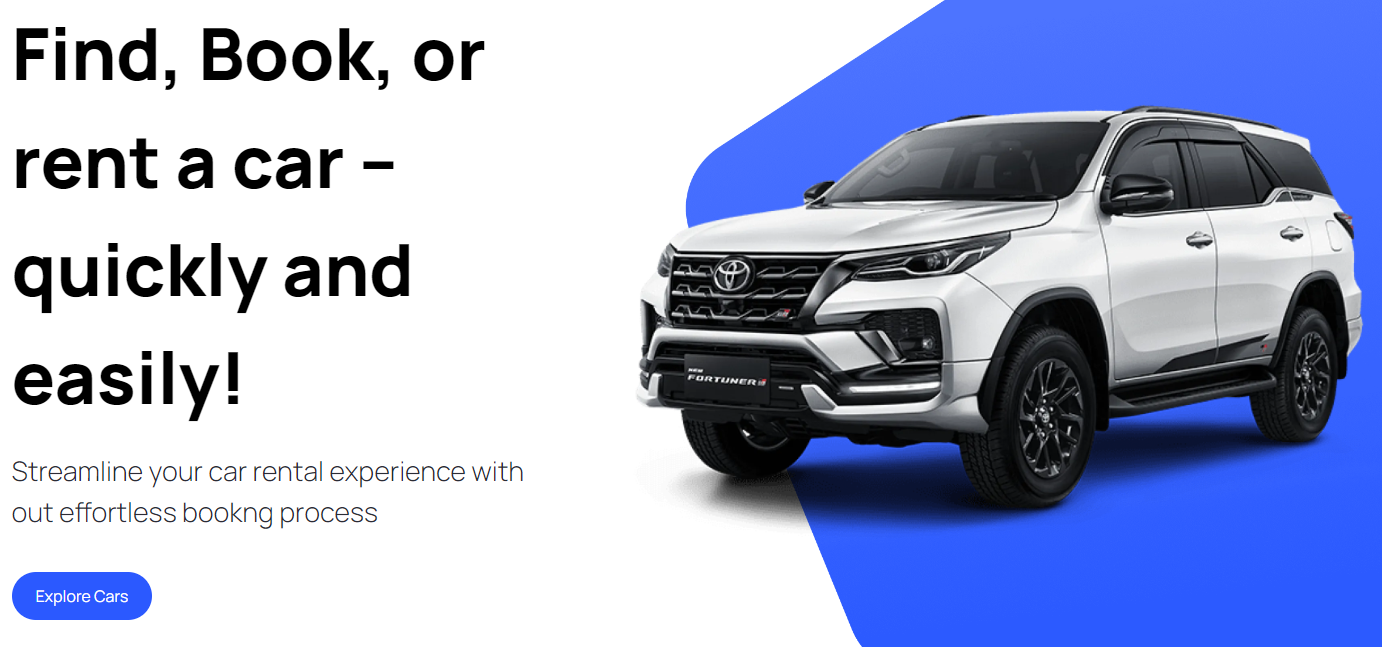 Find, Book, or
rent a car –
quickly and
easily!
Streamline your car rental experience with
out effortless bookng process
Explore Cars
NEW
FORTUNER GR